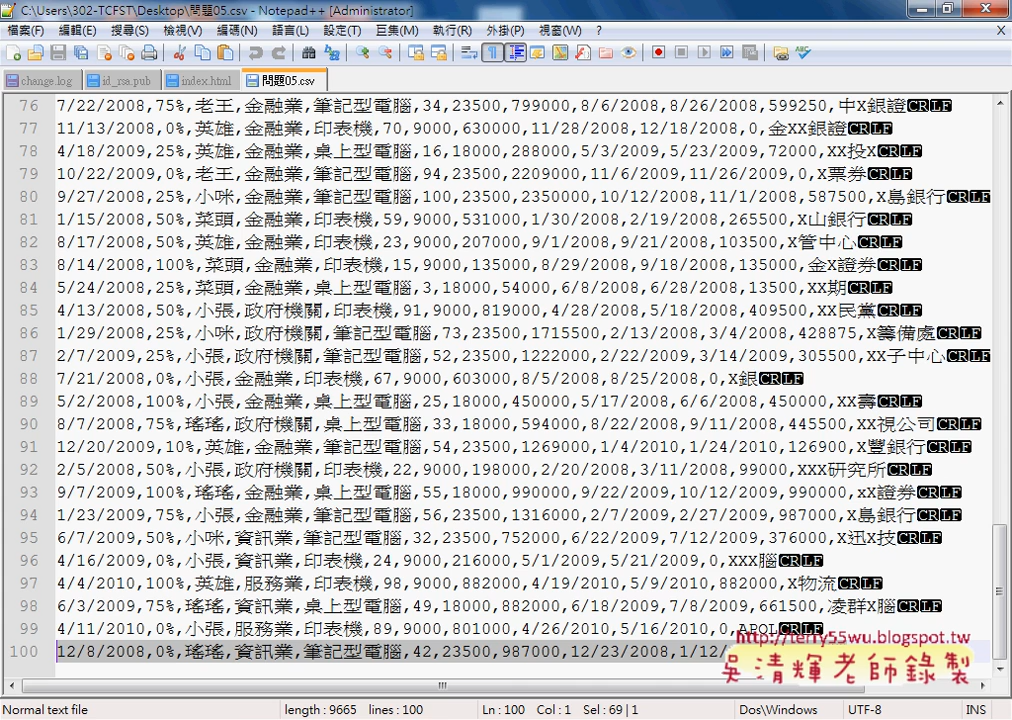 C:\Users\302-TCFST\Desktop\問題05.csv - Notepad++ [Administrator]
檔案(F) 編輯(E) 搜尋(S) 檢視(V) 編碼(N) 語言(L) 設定(T) 巨集(M) 執行(R) 外掛(P) 視窗(W) ? X
change.log id_rsa.pub index.html 問題05.csv
76 7/22/2008,75%,老王,金融業,筆記型電腦,34,23500,799000,8/6/2008,8/26/2008,599250,中X銀證CRLF
77 11/13/2008,0%,英雄,金融業,印表機,70,9000,630000,11/28/2008,12/18/2008,0,金XX銀證CRLF
78 4/18/2009,25%,英雄,金融業,桌上型電腦,16,18000,288000,5/3/2009,5/23/2009,72000,XX投XCRLF
79 10/22/2009,0%,老王,金融業,筆記型電腦,94,23500,2209000,11/6/2009,11/26/2009,0,X票券CRLF
80 9/27/2008,25%,小咪,金融業,筆記型電腦,100,23500,2350000,10/12/2008,11/1/2008,587500,X島銀行CRLF
81 1/15/2008,50%,菜頭,金融業,印表機,59,9000,531000,1/30/2008,2/19/2008,265500,X山銀行CRLF
82 8/17/2008,50%,英雄,金融業,印表機,23,9000,207000,9/1/2008,9/21/2008,103500,X管中心CRLF
83 8/14/2008,100%,菜頭,金融業,印表機,15,9000,135000,8/29/2008,9/18/2008,135000,金X證券CRLF
84 5/24/2008,25%,菜頭,金融業,桌上型電腦,3,18000,54000,6/8/2008,6/28/2008,13500,XX期CRLF
85 4/13/2008,50%,小張,政府機關,印表機,91,9000,819000,4/28/2008,5/18/2008,409500,XX民黨CRLF
86 1/29/2008,25%,小咪,政府機關,筆記型電腦,73,23500,1715500,2/13/2008,3/4/2008,428875,X籌備處CRLF
87 2/7/2009,25%,小張,政府機關,筆記型電腦,52,23500,1222000,2/22/2009,3/14/2009,305500,XX子中心CRLF
88 7/21/2008,0%,小張,金融業,印表機,67,9000,603000,8/5/2008,8/25/2008,0,X銀CRLF
89 5/2/2008,100%,小張,金融業,桌上型電腦,25,18000,450000,5/17/2008,6/6/2008,450000,XX壽CRLF
90 8/7/2008,75%,瑤瑤,政府機關,桌上型電腦,33,18000,594000,8/22/2008,9/11/2008,445500,XX視公司CRLF
91 12/20/2009,10%,英雄,金融業,筆記型電腦,54,23500,1269000,1/4/2010,1/24/2010,126900,X豐銀行CRLF
92 2/5/2008,50%,小張,政府機關,印表機,22,9000,198000,2/20/2008,3/11/2008,99000,XXX研究所CRLF
93 9/7/2009,100%,瑤瑤,金融業,桌上型電腦,55,18000,990000,9/22/2009,10/12/2009,990000,xX證券CRLF
94 1/23/2009,75%,小張,金融業,筆記型電腦,56,23500,1316000,2/7/2009,2/27/2009,987000,X島銀行CRLF
95 6/7/2009,50%,小咪,資訊業,筆記型電腦,32,23500,752000,6/22/2009,7/12/2009,376000,X迅X技CRLF
96 4/16/2009,0%,小張,資訊業,印表機,24,9000,216000,5/1/2009,5/21/2009,0,XXX腦CRLF
97 4/4/2010,100%,英雄,服務業,印表機,98,9000,882000,4/19/2010,5/9/2010,882000,X物流CRLF
98 6/3/2009,75%,瑤瑤,資訊業,桌上型電腦,49,18000,882000,6/18/2009,7/8/2009,661500,凌群X腦CRLF
99 4/11/2010,0%,小張,服務業,印表機,89,9000,801000,4/26/2010,5/16/2010,0,APOLCRLF
100 12/8/2008,0%,瑤瑤,資訊業,筆記型電腦,42,23500,987000,12/23/2008,1/12/
http://terry55wu.blogspot.tw
吳清輝老師錄製
Normal text file length : 9665 lines : 100 Ln : 100 Col : 1 Sel : 69 | 1 Dos\Windows UTF-8 INS